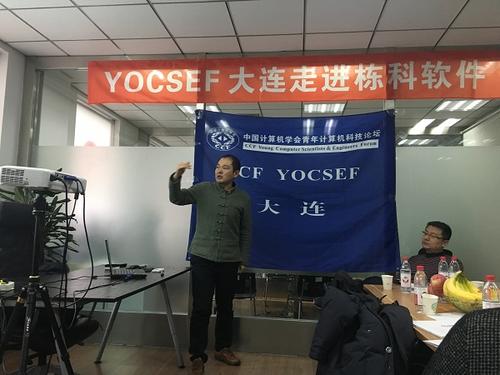 YOCSEF 大连走进栋科软件
中国计算机学会青年计算机科技论坛
CCF Young Computer Scientists & Engineers Forum
CCF
CF YOCSEF
大连